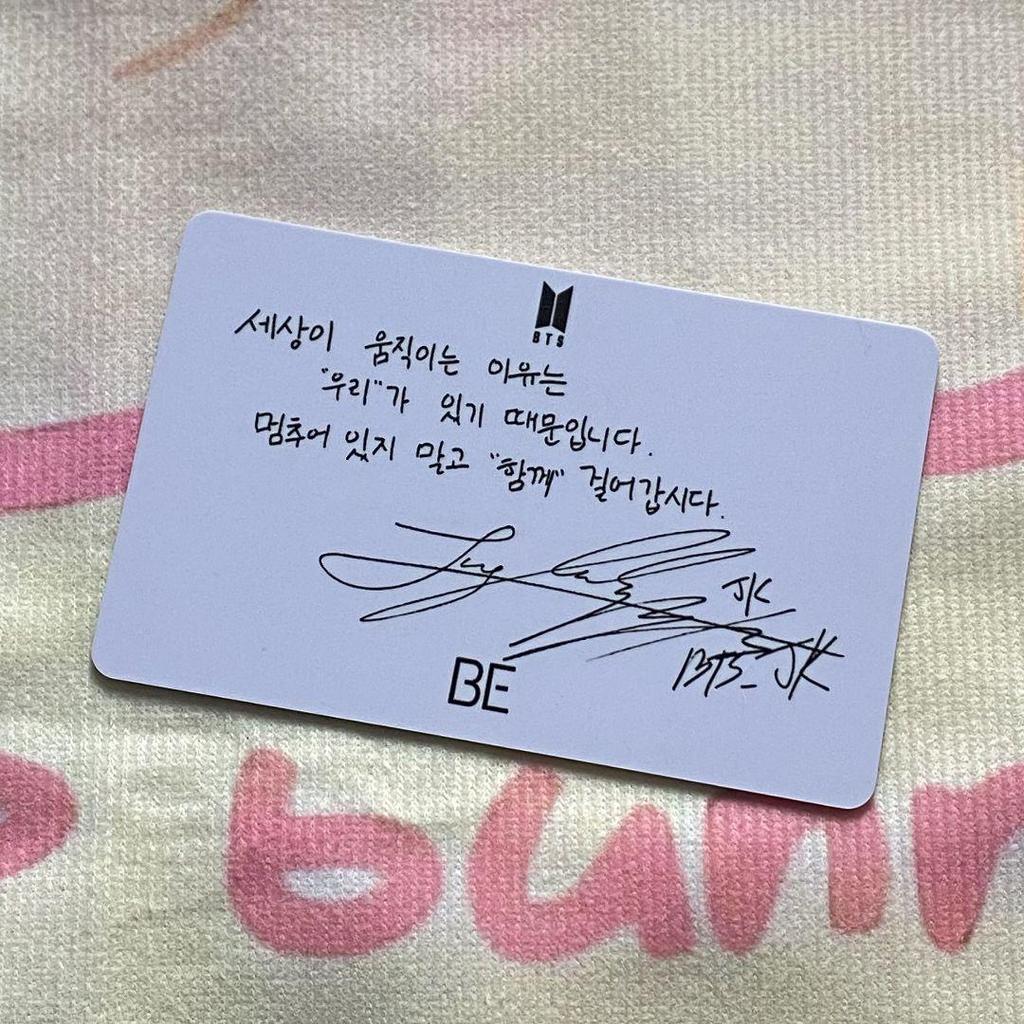 BTS
세상이 움직이는 이유는
"우리"가 있기 때문입니다.
멈추어 있지 말고 "함께" 걸어갑시다.
JK
BTS_JK
BE